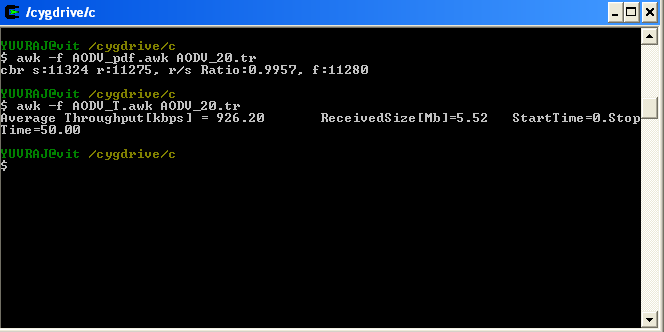 /cygdrive/c
YUVRAJ@vit /cygdrive/c
$ awk -f AODV_pdf.awk AODV_20.tr
cbr s:11324 r:11275, r/s Ratio:0.9957, f:11280
YUVRAJ@vit /cygdrive/c
$ awk -f AODV_T.awk AODV_20.tr
Average Throughput[kbps] = 926.20 ReceivedSize[Mb]=5.52 StartTime=0.Stop
Time=50.00
YUVRAJ@vit /cygdrive/c
$